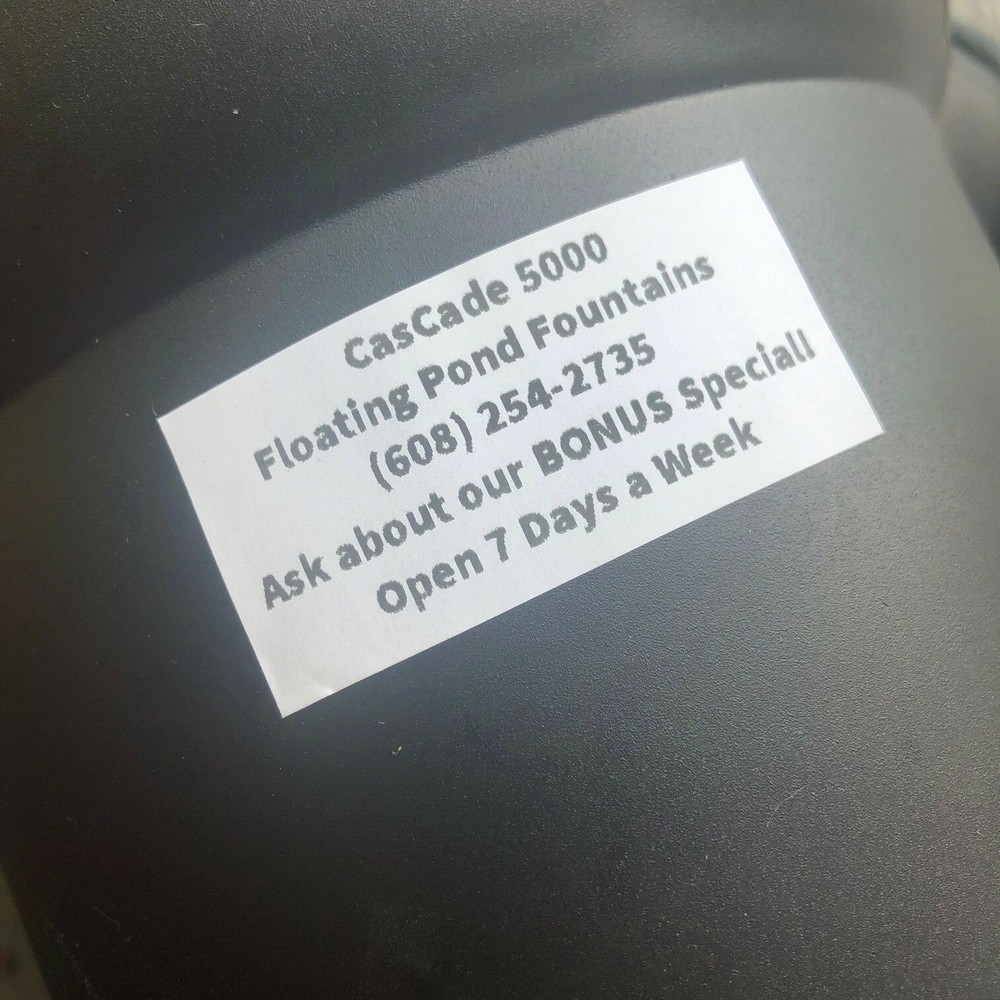 CasCade 5000
Floating Pond Fountains
(608) 254-2735
Ask about our BONUS Special!
Open 7 Days a Week